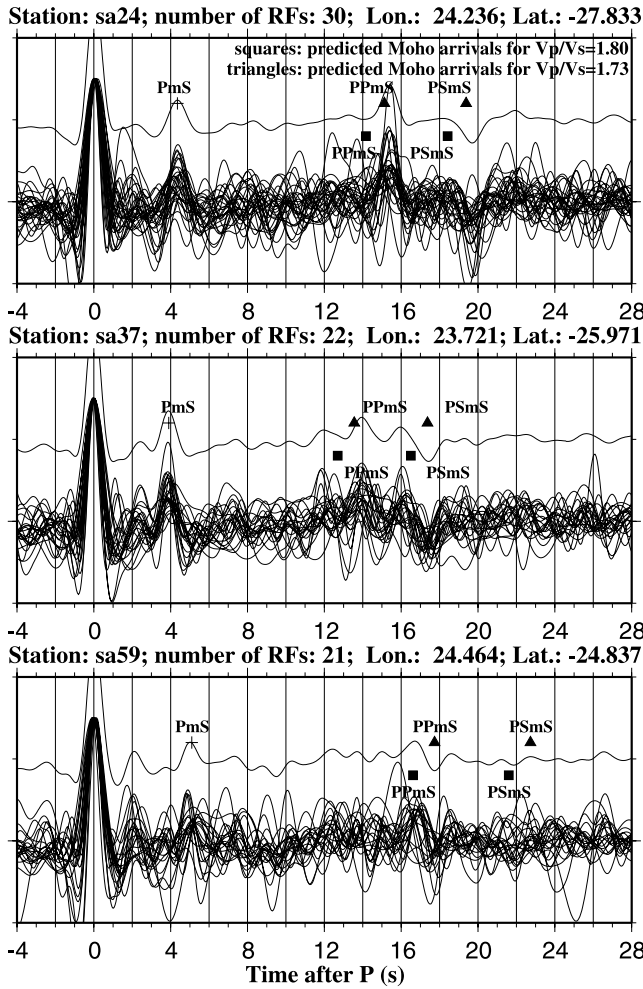 Station: sa24; number of RFs: 30; Lon.: 24.236; Lat.: -27.833
squares: predicted Moho arrivals for Vp/Vs=1.80
triangles: predicted Moho arrivals for Vp/Vs=1.73
PmS PPmS PSmS
PPmS PSmS
-4 0 4 8 12 16 20 24 28
Station: sa37; number of RFs: 22; Lon.: 23.721; Lat.: -25.971
PmS PPmS PSmS
PPmS PSmS
-4 0 4 8 12 16 20 24 28
Station: sa59; number of RFs: 21; Lon.: 24.464; Lat.: -24.837
PmS PPmS PSmS
PPmS PSmS
-4 0 4 8 12 16 20 24 28
Time after P (s)